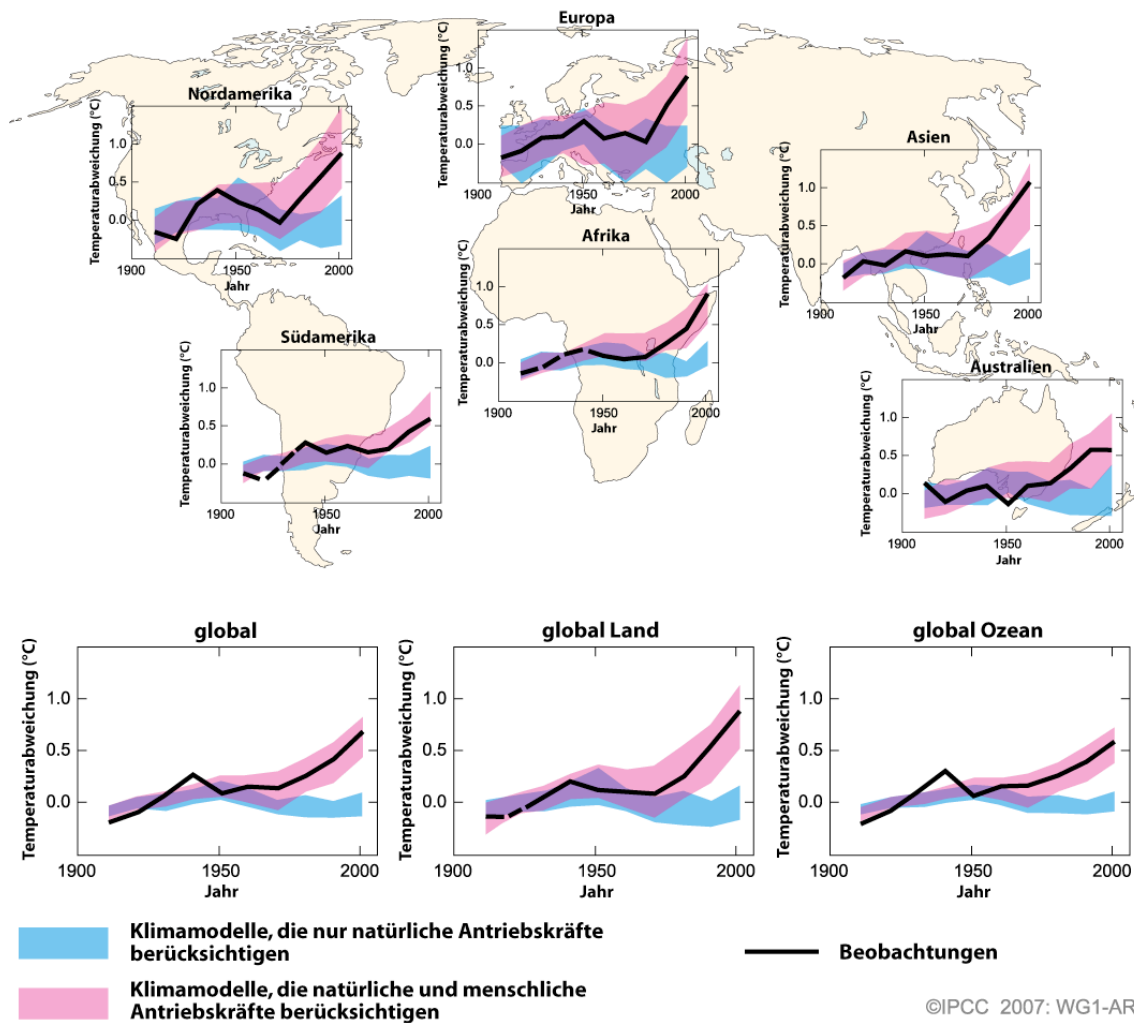 Europa
Temperaturabweichung (°C)
1.0
0.5
0.0
1900
1950
2000
Jahr
Nordamerika
Temperaturabweichung (°C)
1.0
0.5
0.0
1900
1950
2000
Jahr
Asien
Temperaturabweichung (°C)
1.0
0.5
0.0
1900
1950
2000
Jahr
Afrika
Temperaturabweichung (°C)
1.0
0.5
0.0
1900
1950
2000
Jahr
Südamerika
Temperaturabweichung (°C)
1.0
0.5
0.0
1900
1950
2000
Jahr
Australien
Temperaturabweichung (°C)
1.0
0.5
0.0
1900
1950
2000
Jahr
global
Temperaturabweichung (°C)
1.0
0.5
0.0
1900
1950
2000
Jahr
global Land
Temperaturabweichung (°C)
1.0
0.5
0.0
1900
1950
2000
Jahr
global Ozean
Temperaturabweichung (°C)
1.0
0.5
0.0
1900
1950
2000
Jahr
Klimamodelle, die nur natürliche Antriebskräfte
berücksichtigen
Beobachtungen
Klimamodelle, die natürliche und menschliche
Antriebskräfte berücksichtigen
©IPCC 2007: WG1-AR